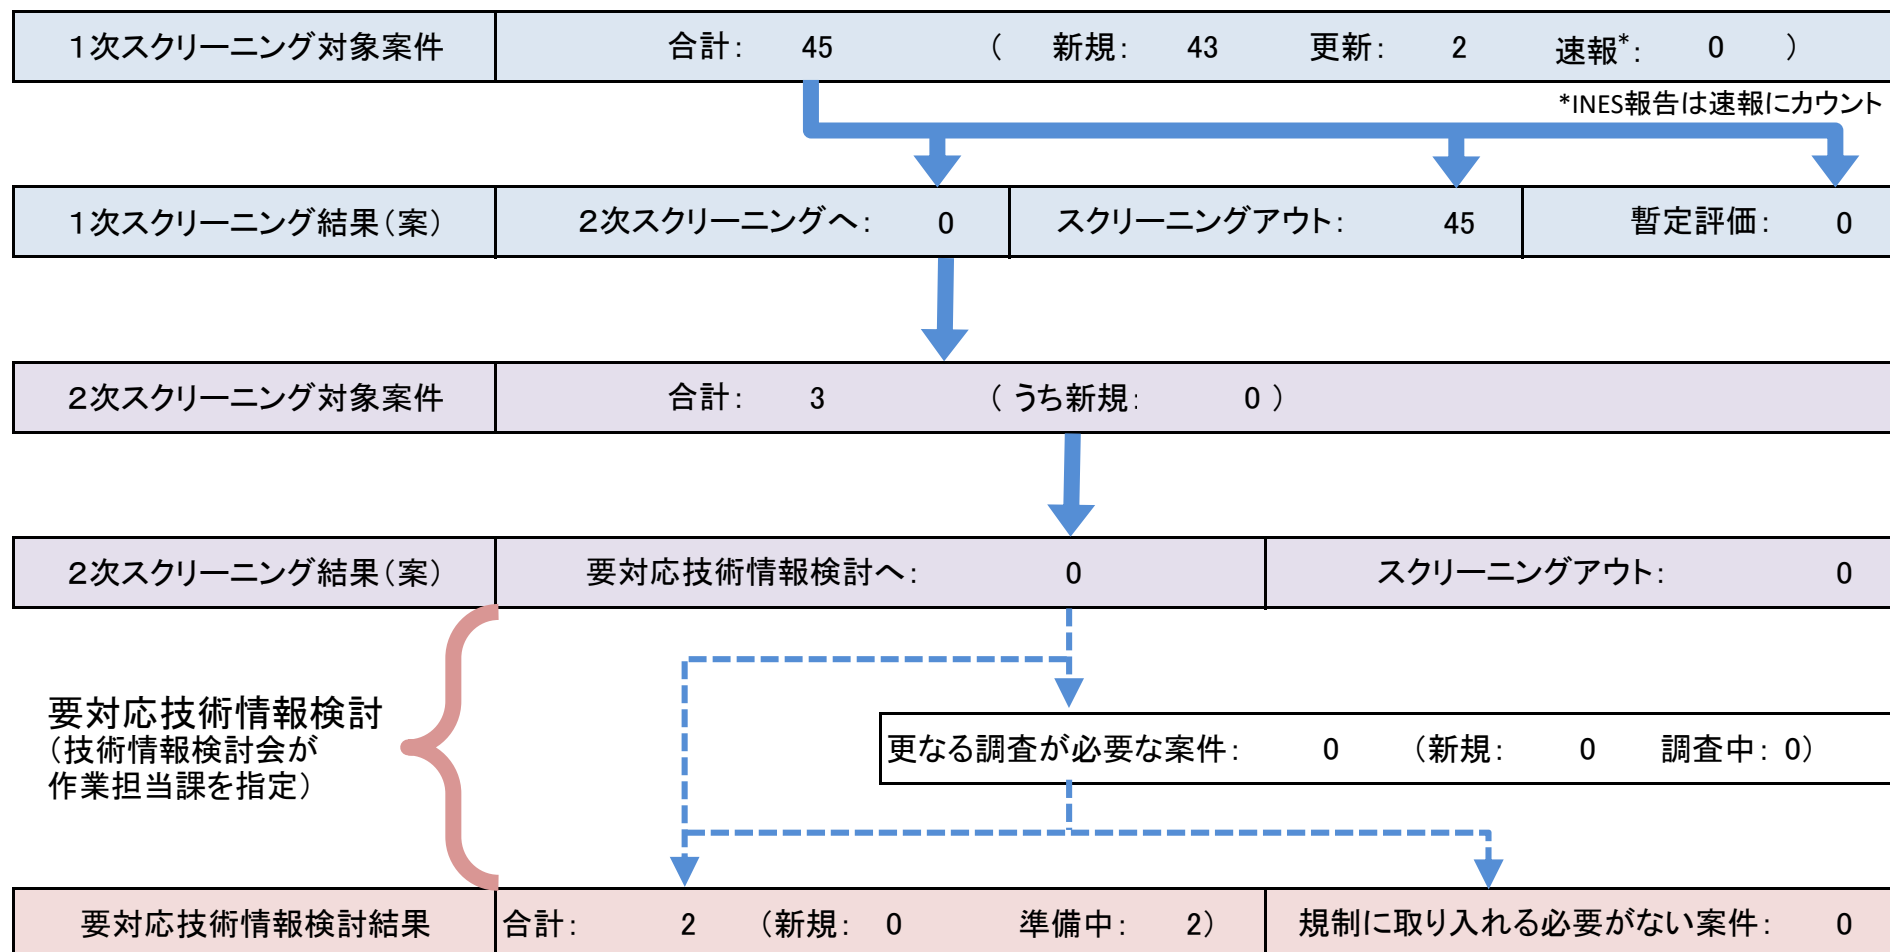 1次スクリーニング対象案件 合計： 45 （ 新規： 43 更新： 2 速報*： 0 ）
*INES報告は速報にカウント
1次スクリーニング結果（案） 2次スクリーニングへ： 0 スクリーニングアウト： 45 暫定評価： 0
2次スクリーニング対象案件 合計： 3 （ うち新規： 0 ）
2次スクリーニング結果（案） 要対応技術情報検討へ： 0 スクリーニングアウト： 0
要対応技術情報検討
（技術情報検討会が
作業担当課を指定）
更なる調査が必要な案件： 0 （新規： 0 調査中： 0）
要対応技術情報検討結果 合計： 2 （新規： 0 準備中： 2） 規制に取り入れる必要がない案件： 0